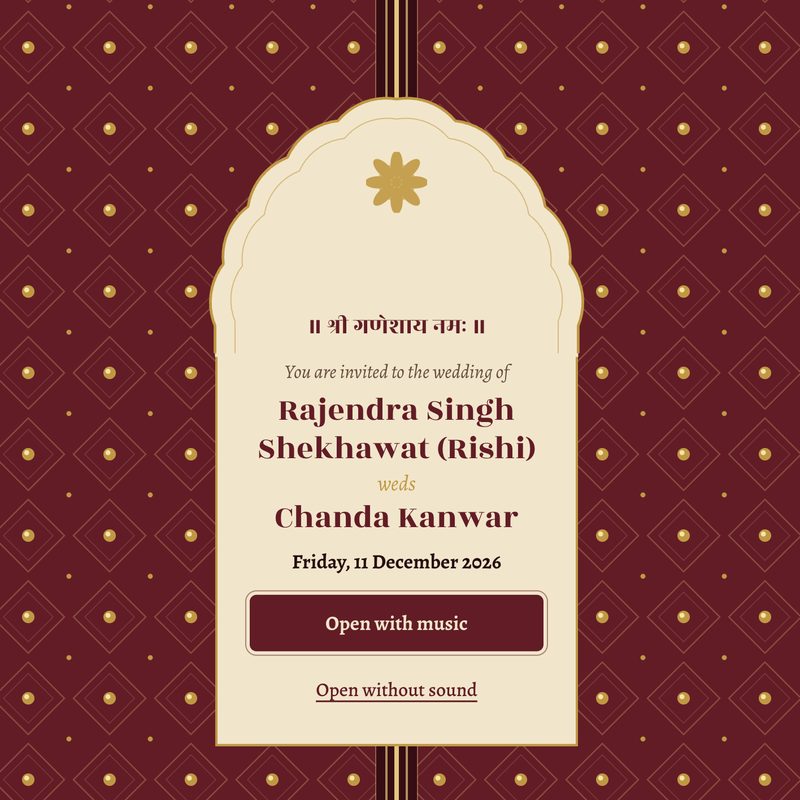 ॥ श्री गणेशाय नमः ॥
You are invited to the wedding of
Rajendra Singh
Shekhawat (Rishi)
weds
Chanda Kanwar
Friday, 11 December 2026
Open with music
Open without sound